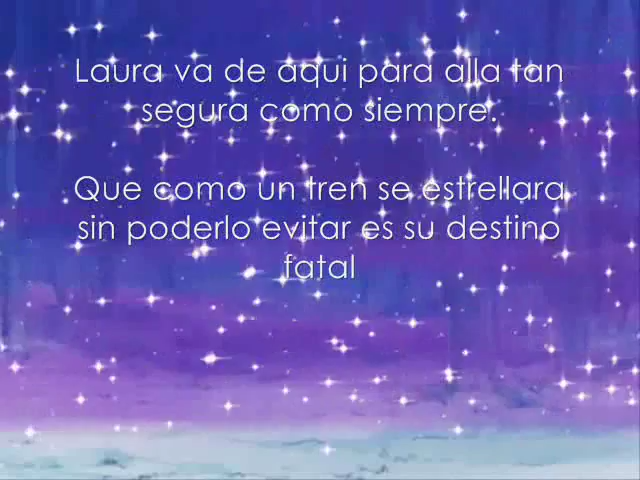 Laura va de aqui para alla tan
segura como siempre.
Que como un tren se estrellara
sin poderlo evitar es su destino
fatal